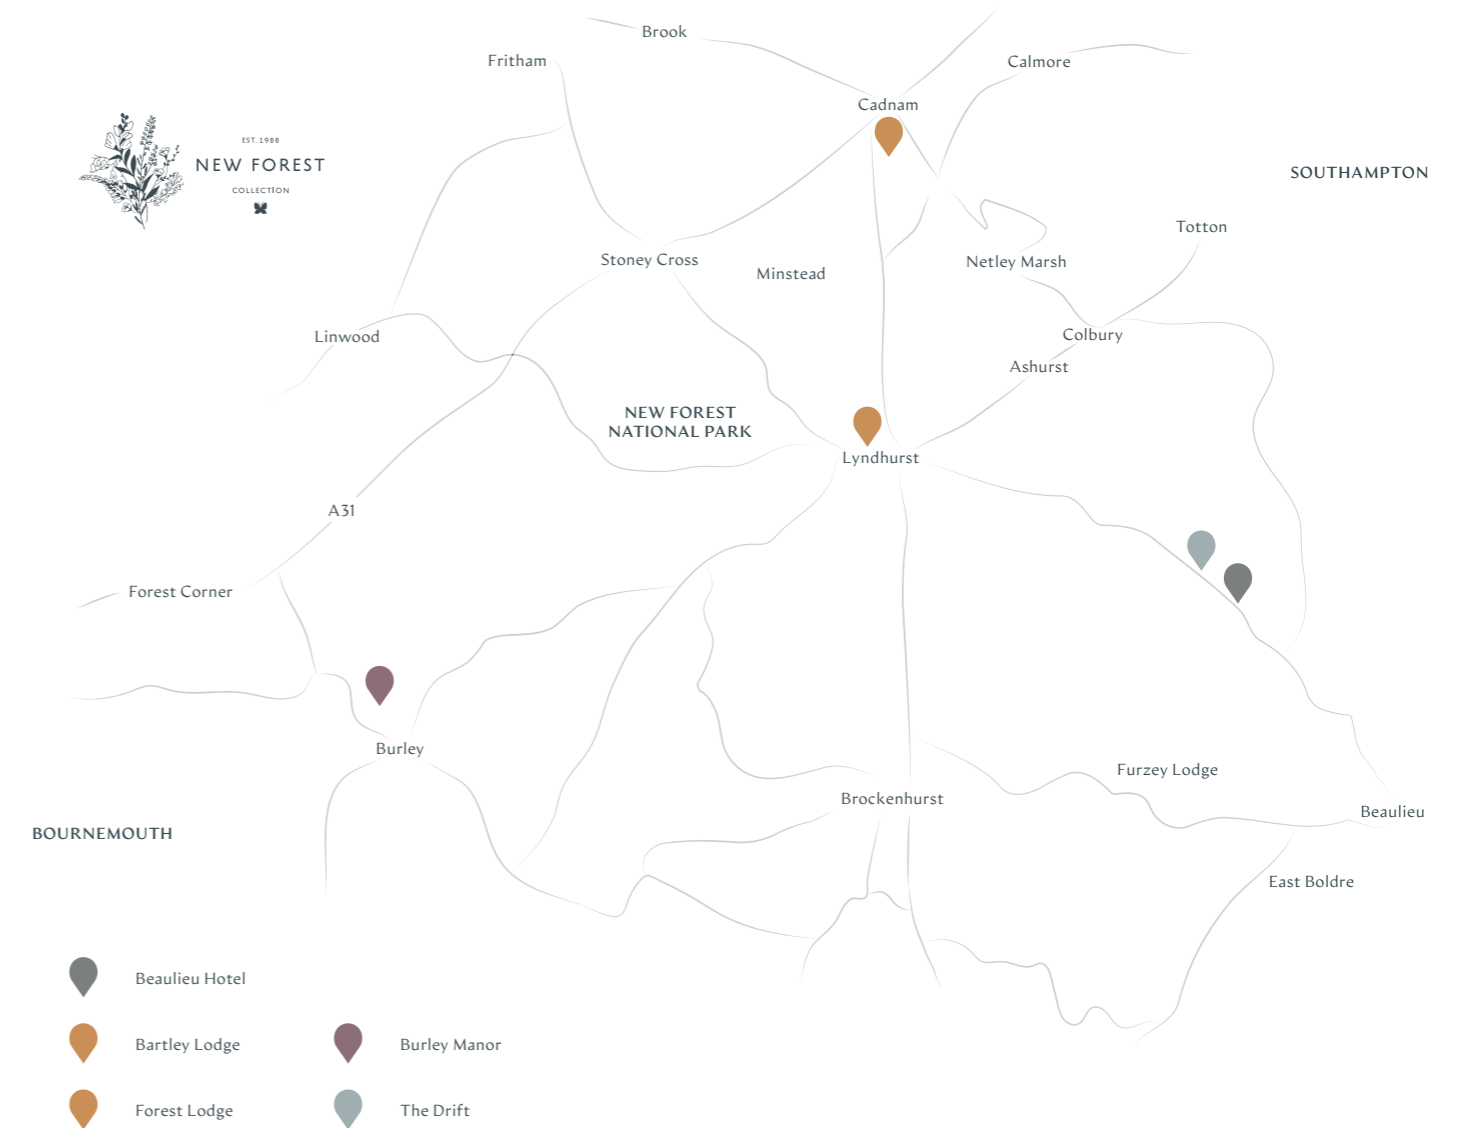 Brook
Fritham
Calmore
Cadnam
EST. 1988
NEW FOREST
COLLECTION
SOUTHAMPTON
Totton
Stoney Cross
Netley Marsh
Minstead
Linwood
Colbury
Ashurst
NEW FOREST
NATIONAL PARK
Lyndhurst
A31
Forest Corner
Burley
Furzey Lodge
Brockenhurst
Beaulieu
BOURNEMOUTH
East Boldre
Beaulieu Hotel
Bartley Lodge
Burley Manor
Forest Lodge
The Drift